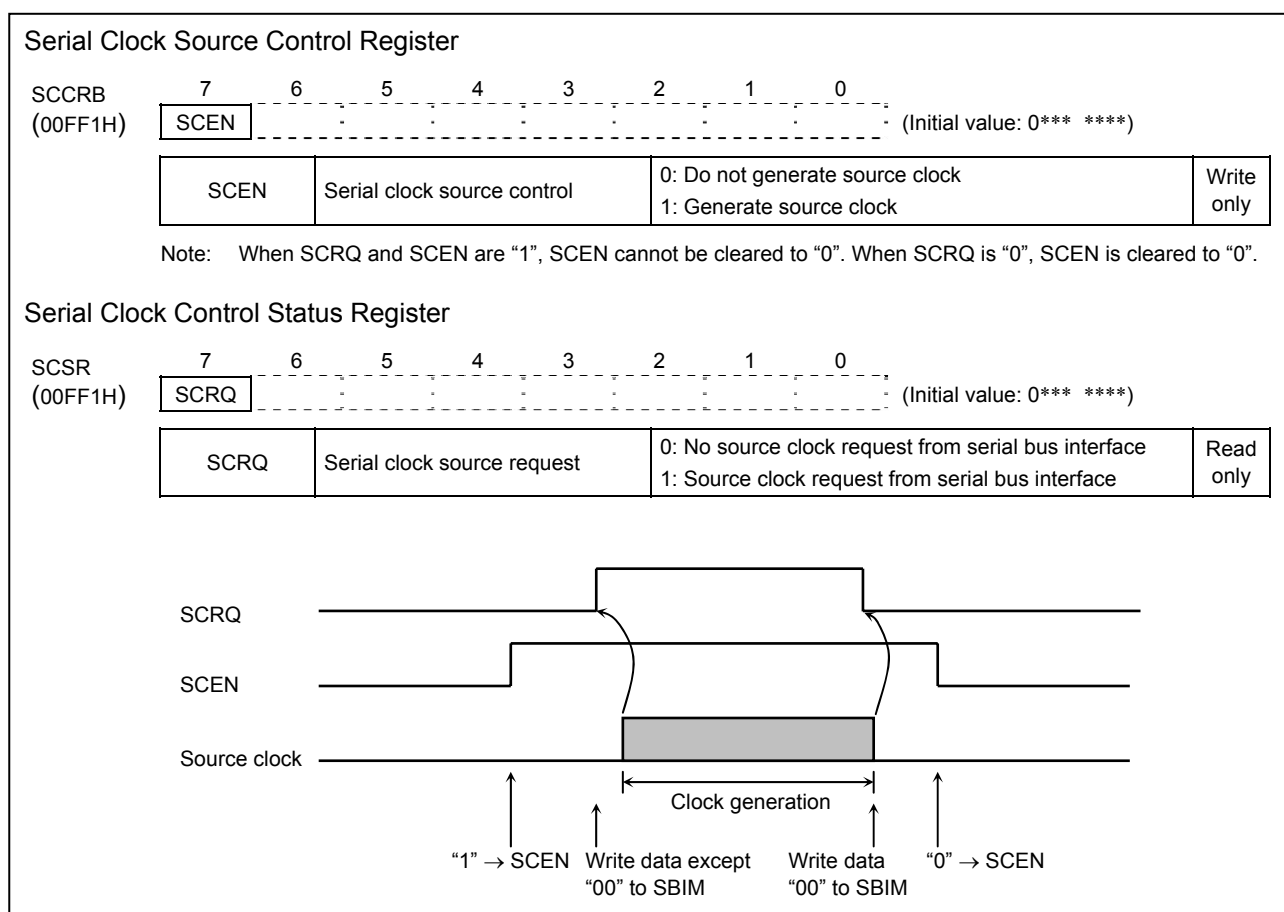 Serial Clock Source Control Register
SCCRB
(00FF1H)
7 6 5 4 3 2 1 0
SCEN
(Initial value: 0*** ****)
SCEN Serial clock source control 0: Do not generate source clock Write
1: Generate source clock only
Note: When SCRQ and SCEN are “1”, SCEN cannot be cleared to “0”. When SCRQ is “0”, SCEN is cleared to “0”.
Serial Clock Control Status Register
SCSR
(00FF1H)
7 6 5 4 3 2 1 0
SCRQ
(Initial value: 0*** ****)
SCRQ Serial clock source request 0: No source clock request from serial bus interface Read
1: Source clock request from serial bus interface only
SCRQ
SCEN
Source clock
Clock generation
“1” → SCEN Write data except Write data “0” → SCEN
“00” to SBIM “00” to SBIM